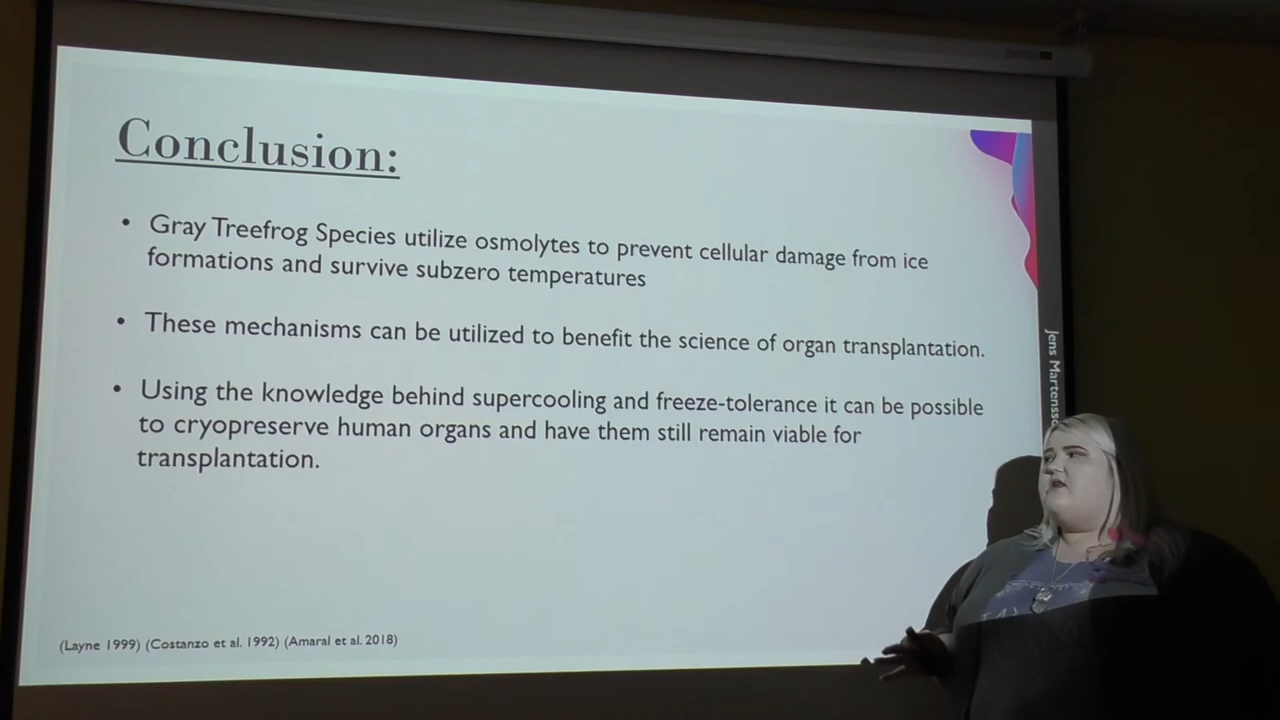 Conclusion:
• Gray Treefrog Species utilize osmolytes to prevent cellular damage from ice
formations and survive subzero temperatures
• These mechanisms can be utilized to benefit the science of organ transplantation.
• Using the knowledge behind supercooling and freeze-tolerance it can be possible
to cryopreserve human organs and have them still remain viable for
transplantation.
(Layne 1999) (Costanzo et al. 1992) (Amaral et al. 2018)
Jens